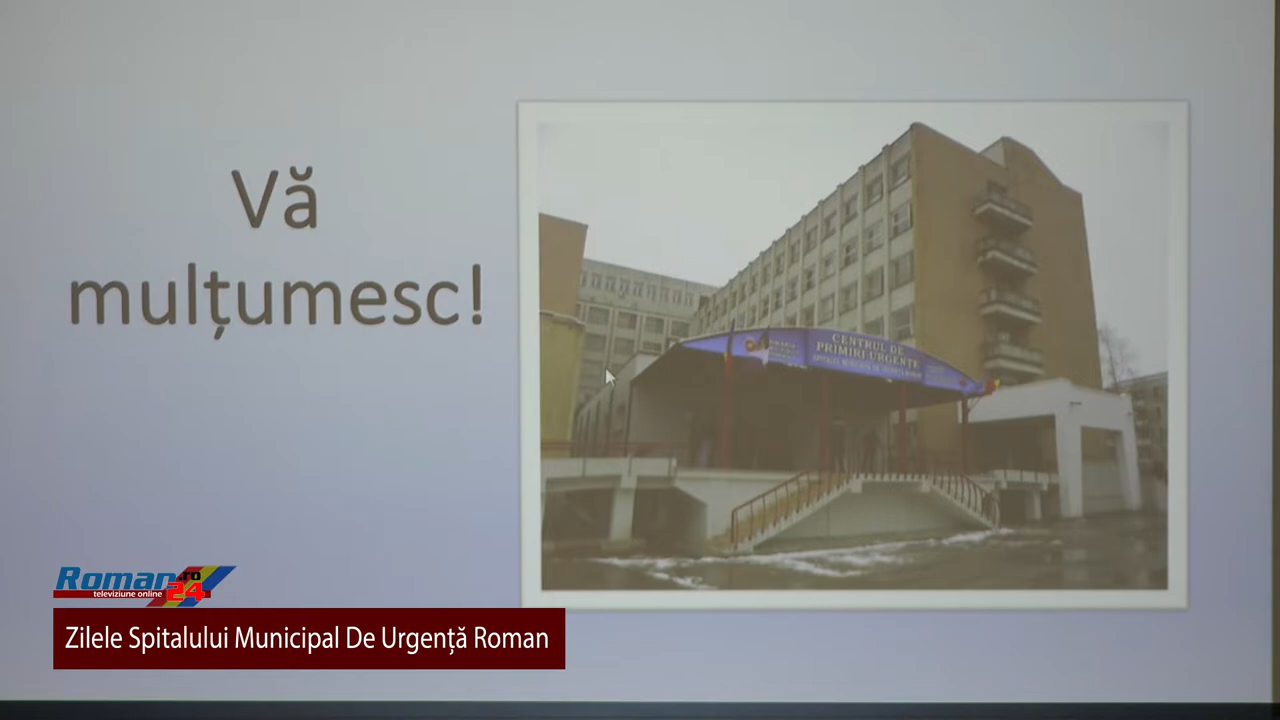 Vă
mulțumesc!
CENTRUL DE
PRIMIRI URGENȚE
Roman.ro
24
televiziune online
Zilele Spitalului Municipal De Urgență Roman